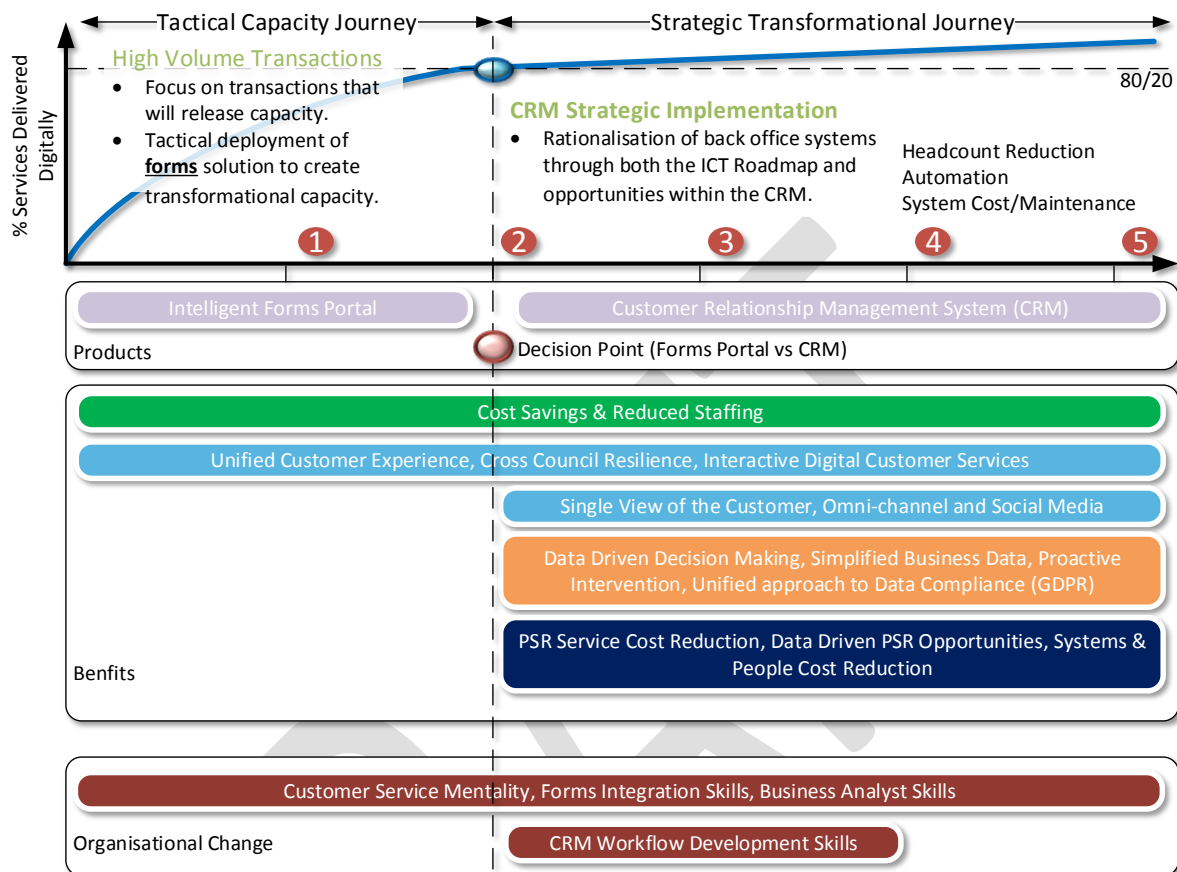 Tactical Capacity Journey
Strategic Transformational Journey
% Services Delivered
Digitally
High Volume Transactions
• Focus on transactions that
will release capacity.
• Tactical deployment of
forms solution to create
transformational capacity.
80/20
CRM Strategic Implementation
• Rationalisation of back office systems
through both the ICT Roadmap and
opportunities within the CRM.
Headcount Reduction
Automation
System Cost/Maintenance
1
2
3
4
5
Intelligent Forms Portal
Customer Relationship Management System (CRM)
Products
Decision Point (Forms Portal vs CRM)
Cost Savings & Reduced Staffing
Unified Customer Experience, Cross Council Resilience, Interactive Digital Customer Services
Single View of the Customer, Omni-channel and Social Media
Data Driven Decision Making, Simplified Business Data, Proactive
Intervention, Unified approach to Data Compliance (GDPR)
PSR Service Cost Reduction, Data Driven PSR Opportunities, Systems &
People Cost Reduction
Benfits
Customer Service Mentality, Forms Integration Skills, Business Analyst Skills
Organisational Change
CRM Workflow Development Skills